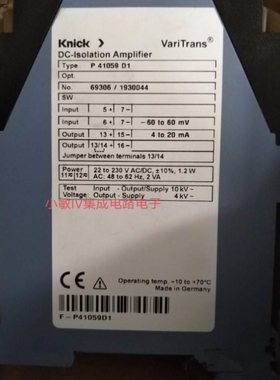 Knick > VariTrans®
DC-Isolation Amplifier
Type P 41059 D1
Opt.
No. 69306 / 1930044
SW
Input 5 + 7 –
Input 6 + 7 – –60 to 60 mV
Output 13 + 15 – 4 to 20 mA
Output 13/14 + 16 –
Jumper between terminals 13/14
Power 22 to 230 V AC/DC, ±10%, 1.2 W
11 12 AC: 48 to 62 Hz, 2 VA
Test Input - Output/Supply 10 kV~
Voltage Output - Supply 4 kV~
小敏IV集成电路电子
CE
Operating temp. –10 to +70°C
Made in Germany
F-P41059D1